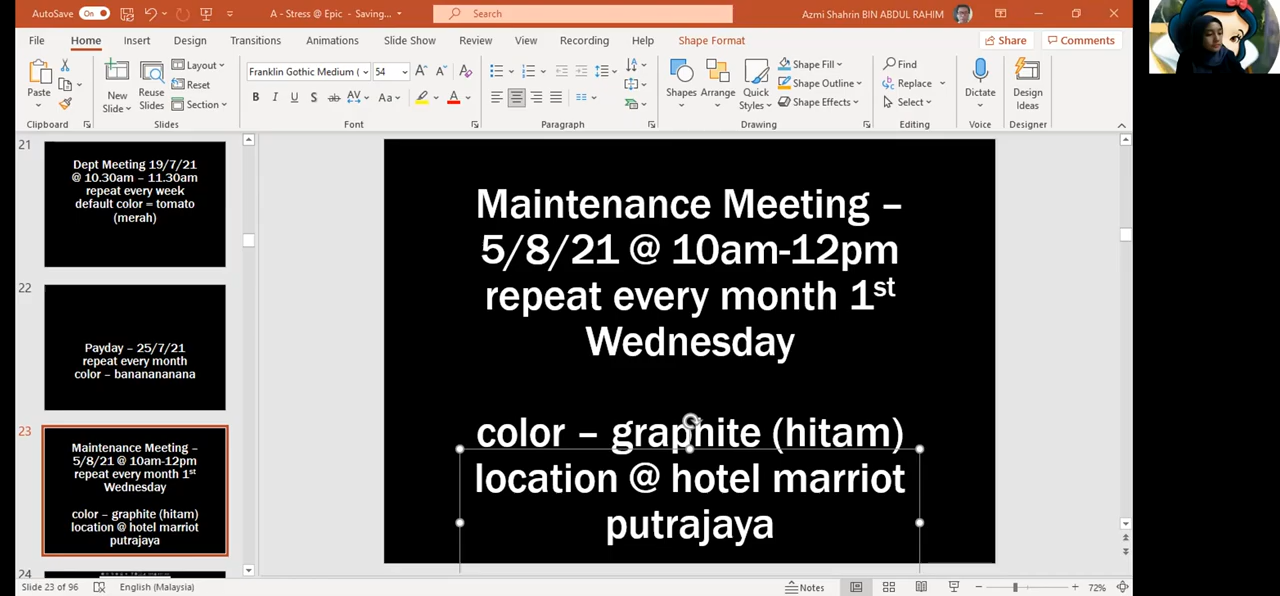 AutoSave
On
A - Stress @ Epic - Saving...
Search
Azmi Shahrin BIN ABDUL RAHIM
File
Home
Insert
Design
Transitions
Animations
Slide Show
Review
View
Recording
Help
Shape Format
Share
Comments
Paste
New
Slide
Reuse
Slides
Layout
Reset
Section
Franklin Gothic Medium (
54
B I U S ab AV Aa A
Shapes
Arrange
Quick
Styles
Shape Fill
Shape Outline
Shape Effects
Find
Replace
Select
Dictate
Design
Ideas
Clipboard
Slides
Font
Paragraph
Drawing
Editing
Voice
Designer
21
Dept Meeting 19/7/21
@ 10.30am – 11.30am
repeat every week
default color = tomato
(merah)
22
Payday – 25/7/21
repeat every month
color – banananana
23
Maintenance Meeting –
5/8/21 @ 10am-12pm
repeat every month 1st
Wednesday
color – graphite (hitam)
location @ hotel marriot
putrajaya
24
Maintenance Meeting –
5/8/21 @ 10am-12pm
repeat every month 1st
Wednesday
color – graphite (hitam)
location @ hotel marriot
putrajaya
Slide 23 of 96
English (Malaysia)
Notes
72%